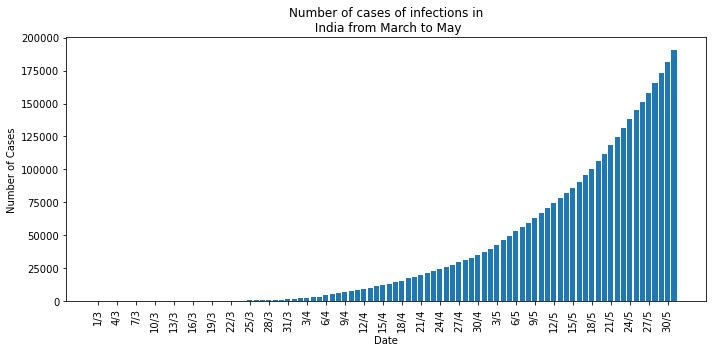 Number of cases of infections in
India from March to May
Number of Cases
200000
175000
150000
125000
100000
75000
50000
25000
0
1/3 4/3 7/3 10/3 13/3 16/3 19/3 22/3 25/3 28/3 31/3 3/4 6/4 9/4 12/4 15/4 18/4 21/4 24/4 27/4 30/4 3/5 6/5 9/5 12/5 15/5 18/5 21/5 24/5 27/5 30/5
Date